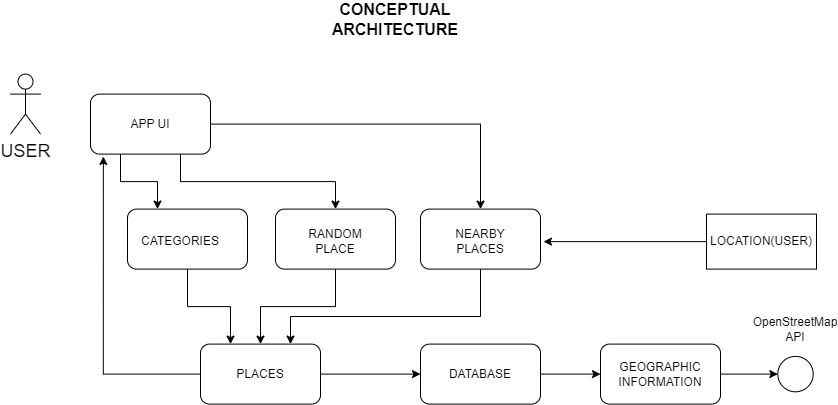 CONCEPTUAL
ARCHITECTURE
USER
APP UI
CATEGORIES
RANDOM
PLACE
NEARBY
PLACES
LOCATION(USER)
OpenStreetMap
API
PLACES
DATABASE
GEOGRAPHIC
INFORMATION